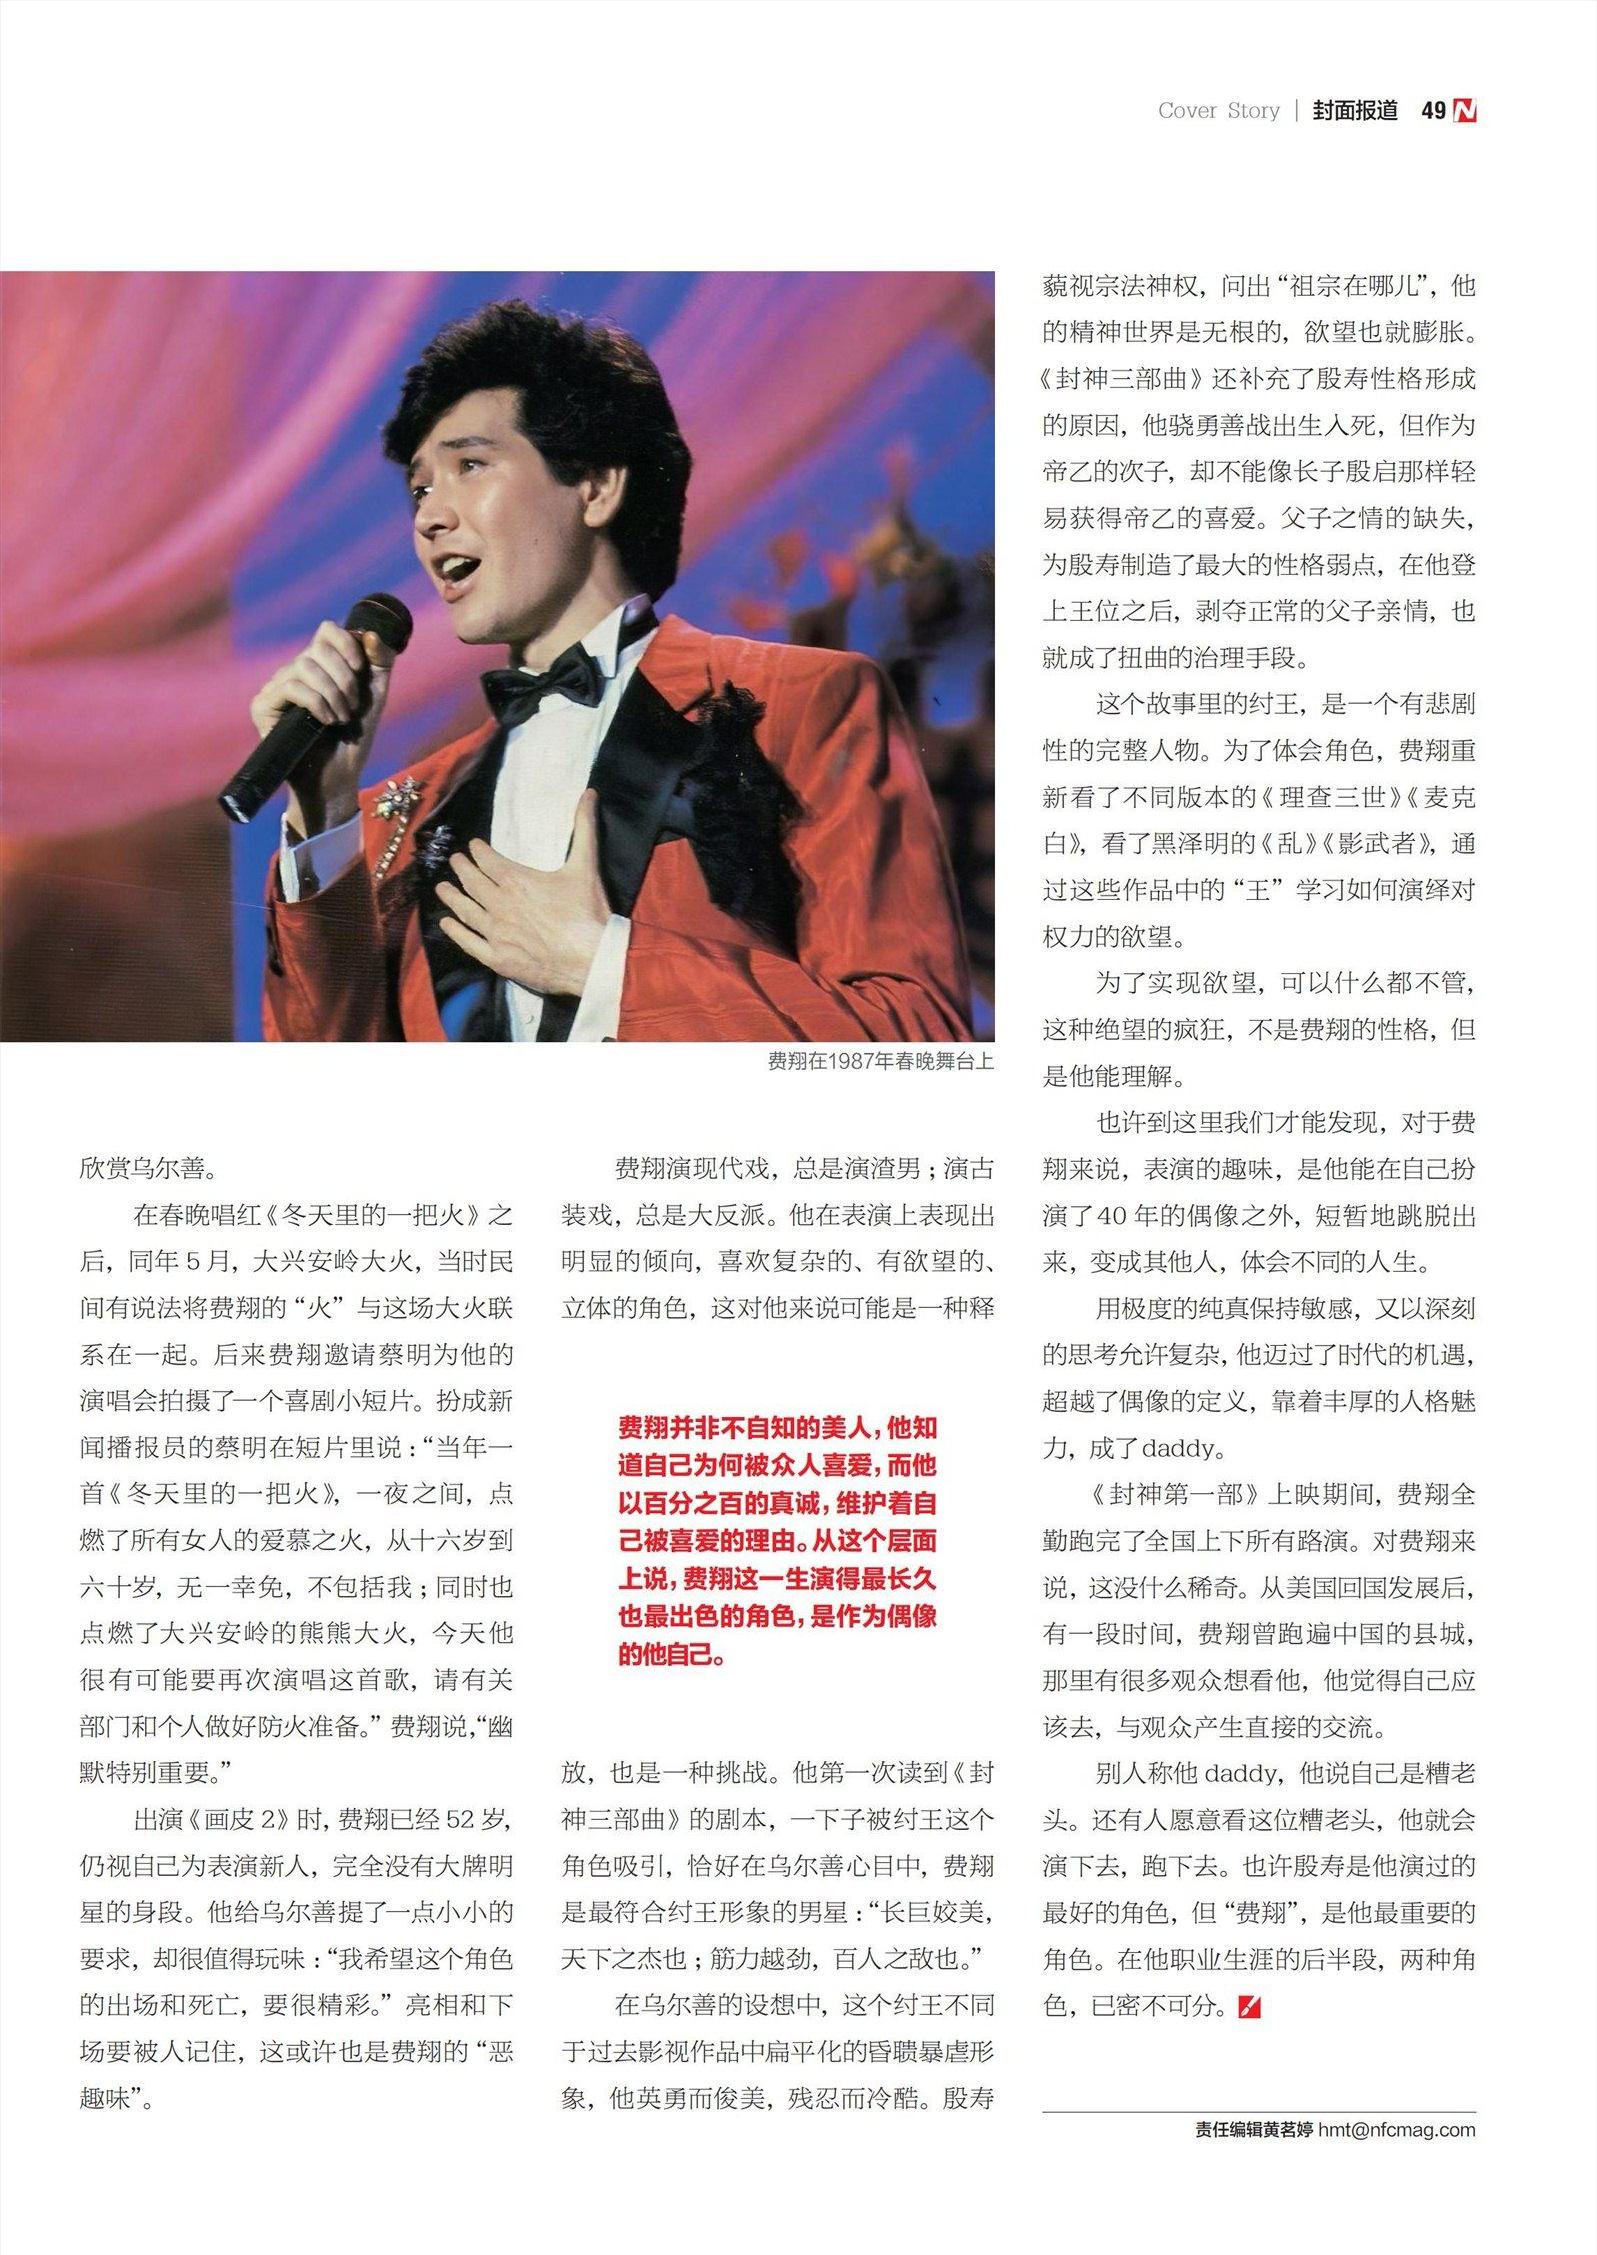 Cover Story | 封面报道 49 N
费翔在1987年春晚舞台上
欣赏乌尔善。
在春晚唱红《冬天里的一把火》之
后，同年 5 月，大兴安岭大火，当时民
间有说法将费翔的“火”与这场大火联
系在一起。后来费翔邀请蔡明为他的
演唱会拍摄了一个喜剧小短片。扮成新
闻播报员的蔡明在短片里说：“当年一
首《冬天里的一把火》，一夜之间，点
燃了所有女人的爱慕之火，从十六岁到
六十岁，无一幸免，不包括我；同时也
点燃了大兴安岭的熊熊大火，今天他
很有可能要再次演唱这首歌，请有关
部门和个人做好防火准备。”费翔说，“幽
默特别重要。”
出演《画皮 2》时，费翔已经 52 岁，
仍视自己为表演新人，完全没有大牌明
星的身段。他给乌尔善提了一点小小的
要求，却很值得玩味：“我希望这个角色
的出场和死亡，要很精彩。”亮相和下
场要被人记住，这或许也是费翔的“恶
趣味”。
费翔演现代戏，总是演渣男；演古
装戏，总是大反派。他在表演上表现出
明显的倾向，喜欢复杂的、有欲望的、
立体的角色，这对他来说可能是一种释
费翔并非不自知的美人，他知
道自己为何被众人喜爱，而他
以百分之百的真诚，维护着自
己被喜爱的理由。从这个层面
上说，费翔这一生演得最长久
也最出色的角色，是作为偶像
的他自己。
放，也是一种挑战。他第一次读到《封
神三部曲》的剧本，一下子被纣王这个
角色吸引，恰好在乌尔善心目中，费翔
是最符合纣王形象的男星：“长巨姣美，
天下之杰也；筋力越劲，百人之敌也。”
在乌尔善的设想中，这个纣王不同
于过去影视作品中扁平化的昏聩暴虐形
象，他英勇而俊美，残忍而冷酷。殷寿
藐视宗法神权，问出“祖宗在哪儿”，他
的精神世界是无根的，欲望也就膨胀。
《封神三部曲》还补充了殷寿性格形成
的原因，他骁勇善战出生入死，但作为
帝乙的次子，却不能像长子殷启那样轻
易获得帝乙的喜爱。父子之情的缺失，
为殷寿制造了最大的性格弱点，在他登
上王位之后，剥夺正常的父子亲情，也
就成了扭曲的治理手段。
这个故事里的纣王，是一个有悲剧
性的完整人物。为了体会角色，费翔重
新看了不同版本的《理查三世》《麦克
白》，看了黑泽明的《乱》《影武者》，通
过这些作品中的“王”学习如何演绎对
权力的欲望。
为了实现欲望，可以什么都不管，
这种绝望的疯狂，不是费翔的性格，但
是他能理解。
也许到这里我们才能发现，对于费
翔来说，表演的趣味，是他能在自己扮
演了 40 年的偶像之外，短暂地跳脱出
来，变成其他人，体会不同的人生。
用极度的纯真保持敏感，又以深刻
的思考允许复杂，他迈过了时代的机遇，
超越了偶像的定义，靠着丰厚的人格魅
力，成了daddy。
《封神第一部》上映期间，费翔全
勤跑完了全国上下所有路演。对费翔来
说，这没什么稀奇。从美国回国发展后，
有一段时间，费翔曾跑遍中国的县城，
那里有很多观众想看他，他觉得自己应
该去，与观众产生直接的交流。
别人称他 daddy，他说自己是糟老
头。还有人愿意看这位糟老头，他就会
演下去，跑下去。也许殷寿是他演过的
最好的角色，但“费翔”，是他最重要的
角色。在他职业生涯的后半段，两种角
色，已密不可分。
责任编辑黄茗婷 hmt@nfcmag.com